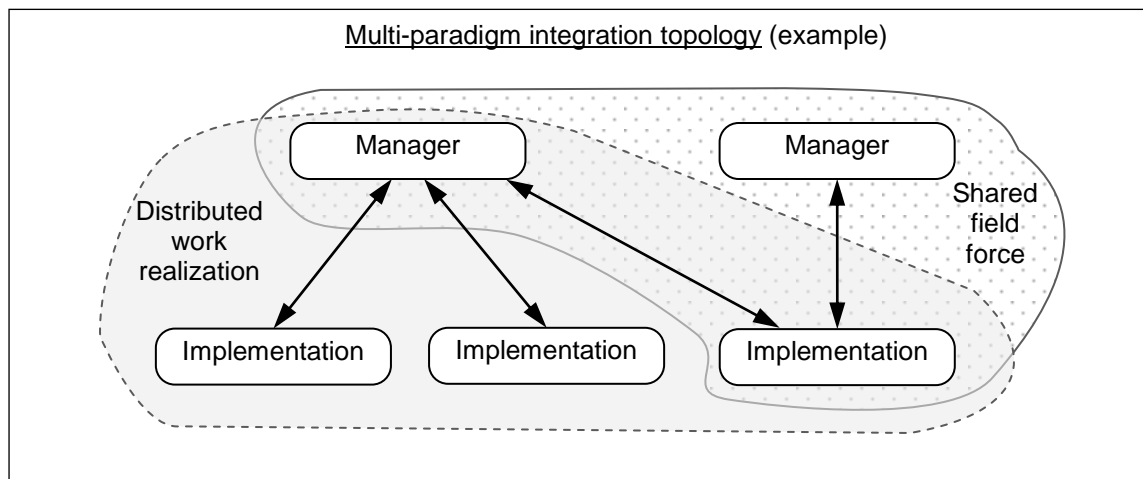 Multi-paradigm integration topology (example)
Manager
Manager
Distributed
work
realization
Shared
field
force
Implementation
Implementation
Implementation